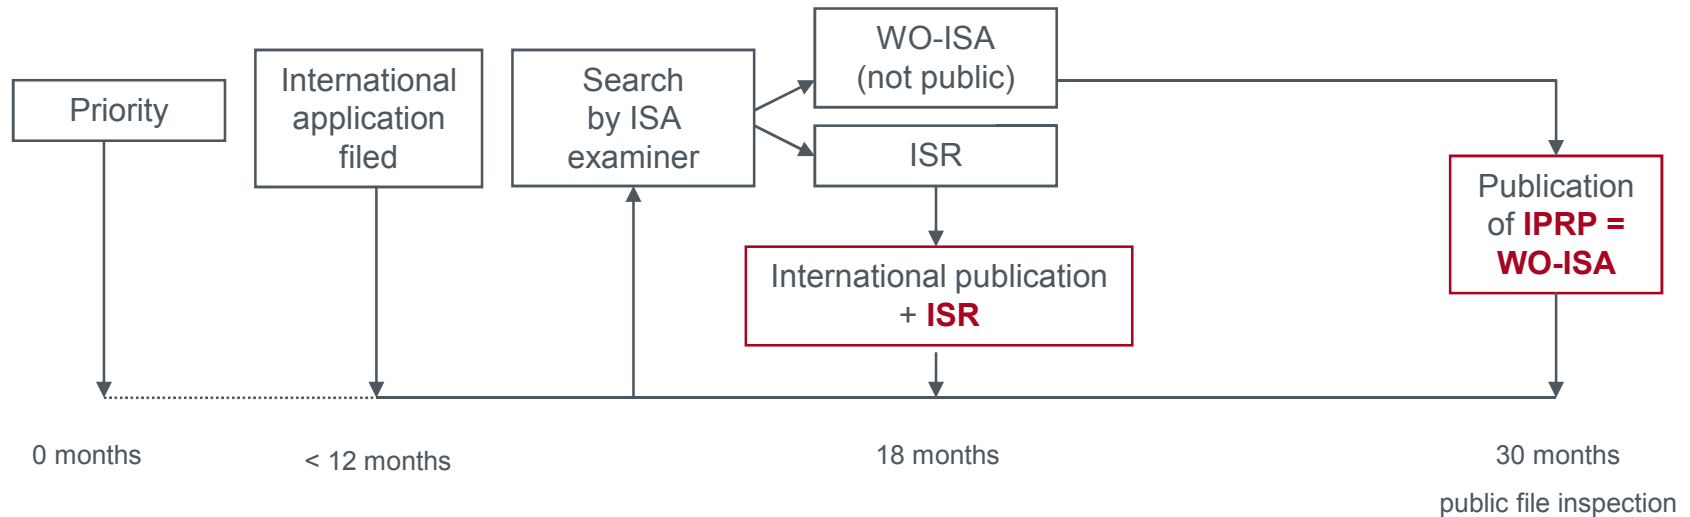 Priority
International
application
filed
Search
by ISA
examiner
WO-ISA
(not public)
ISR
International publication
+ ISR
Publication
of IPRP =
WO-ISA
0 months
< 12 months
18 months
30 months
public file inspection